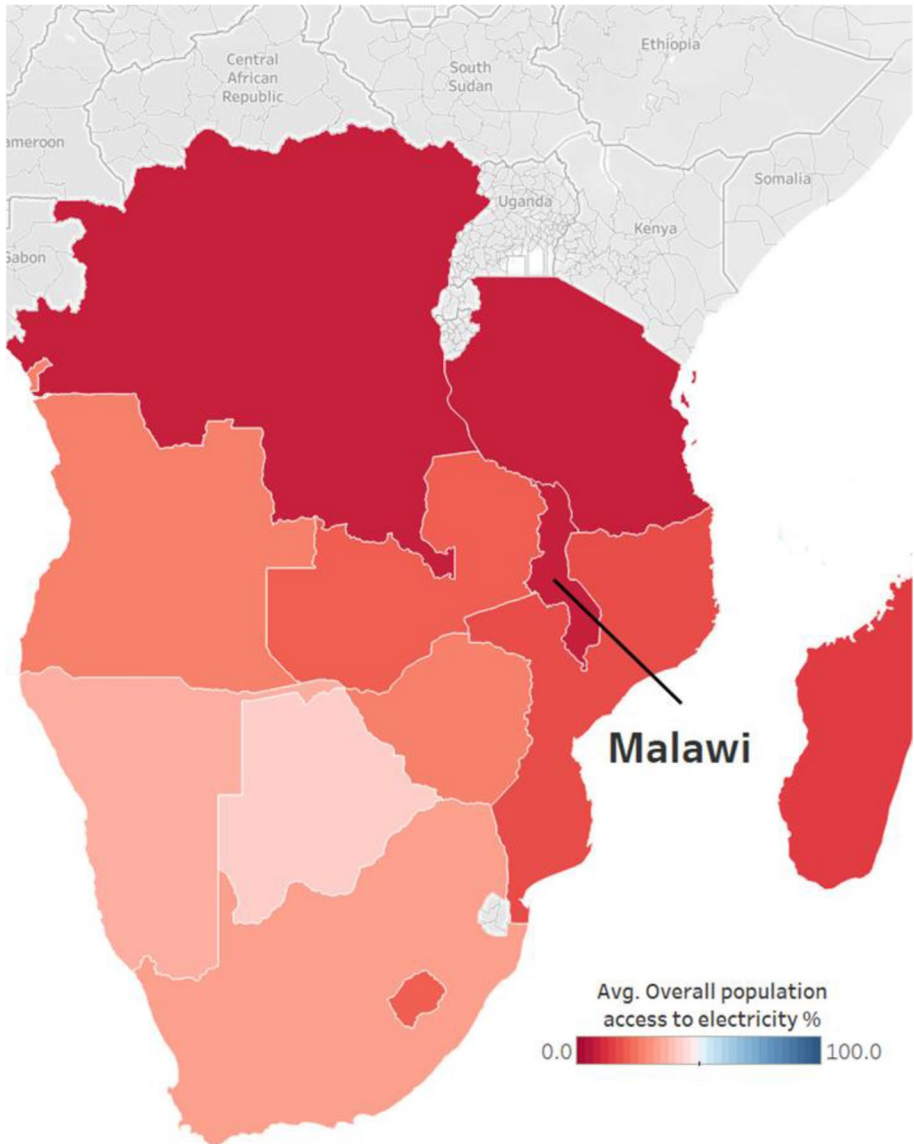 Ethiopia
Central
African
Republic
South
Sudan
ameroon
Somalia
Uganda
Kenya
Gabon
Malawi
Avg. Overall population
access to electricity %
0.0
100.0